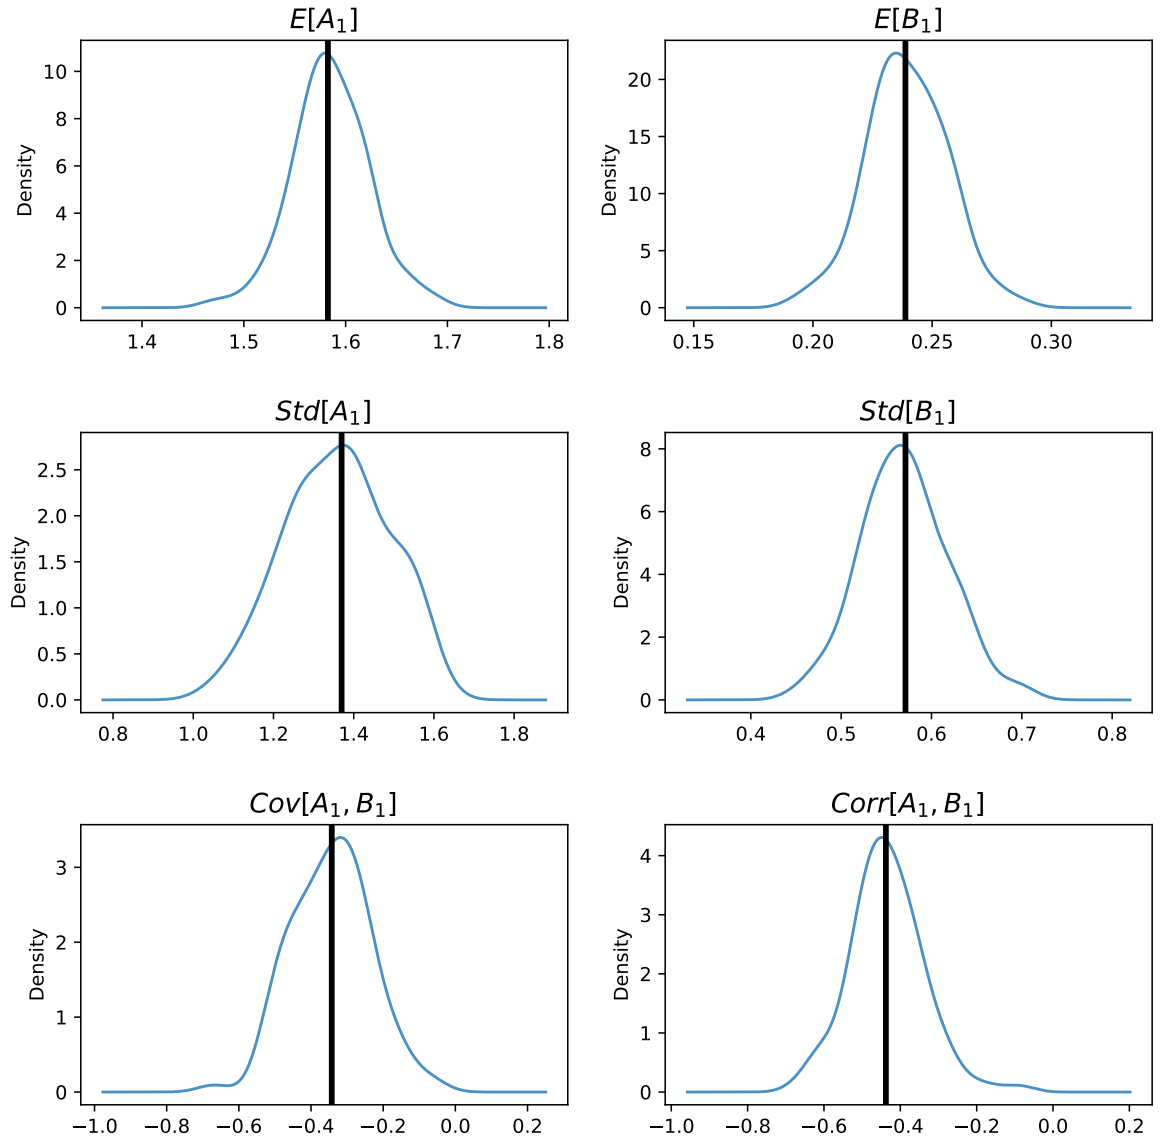 E[A₁]
Density
10
8
6
4
2
0
1.4 1.5 1.6 1.7 1.8
E[B₁]
Density
20
15
10
5
0
0.15 0.20 0.25 0.30
Std[A₁]
Density
2.5
2.0
1.5
1.0
0.5
0.0
0.8 1.0 1.2 1.4 1.6 1.8
Std[B₁]
Density
8
6
4
2
0
0.4 0.5 0.6 0.7 0.8
Cov[A₁, B₁]
Density
3
2
1
0
−1.0 −0.8 −0.6 −0.4 −0.2 0.0 0.2
Corr[A₁, B₁]
Density
4
3
2
1
0
−1.0 −0.8 −0.6 −0.4 −0.2 0.0 0.2